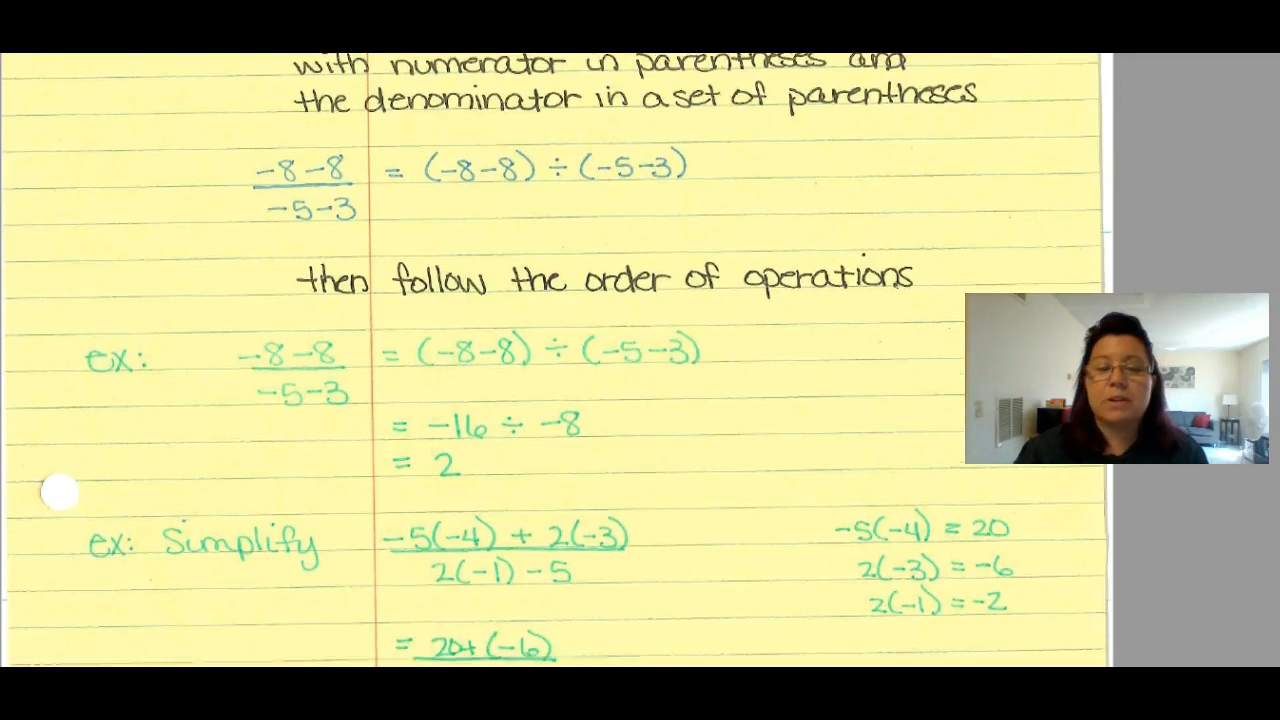 with numerator in parentheses and
the denominator in a set of parentheses
-8-8 = (-8-8) ÷ (-5-3)
-5-3
then follow the order of operations
ex: -8-8 = (-8-8) ÷ (-5-3)
-5-3
= -16 ÷ -8
= 2
ex: Simplify -5(-4) + 2(-3)
2(-1) - 5
-5(-4) = 20
2(-3) = -6
2(-1) = -2
= 20+(-6)